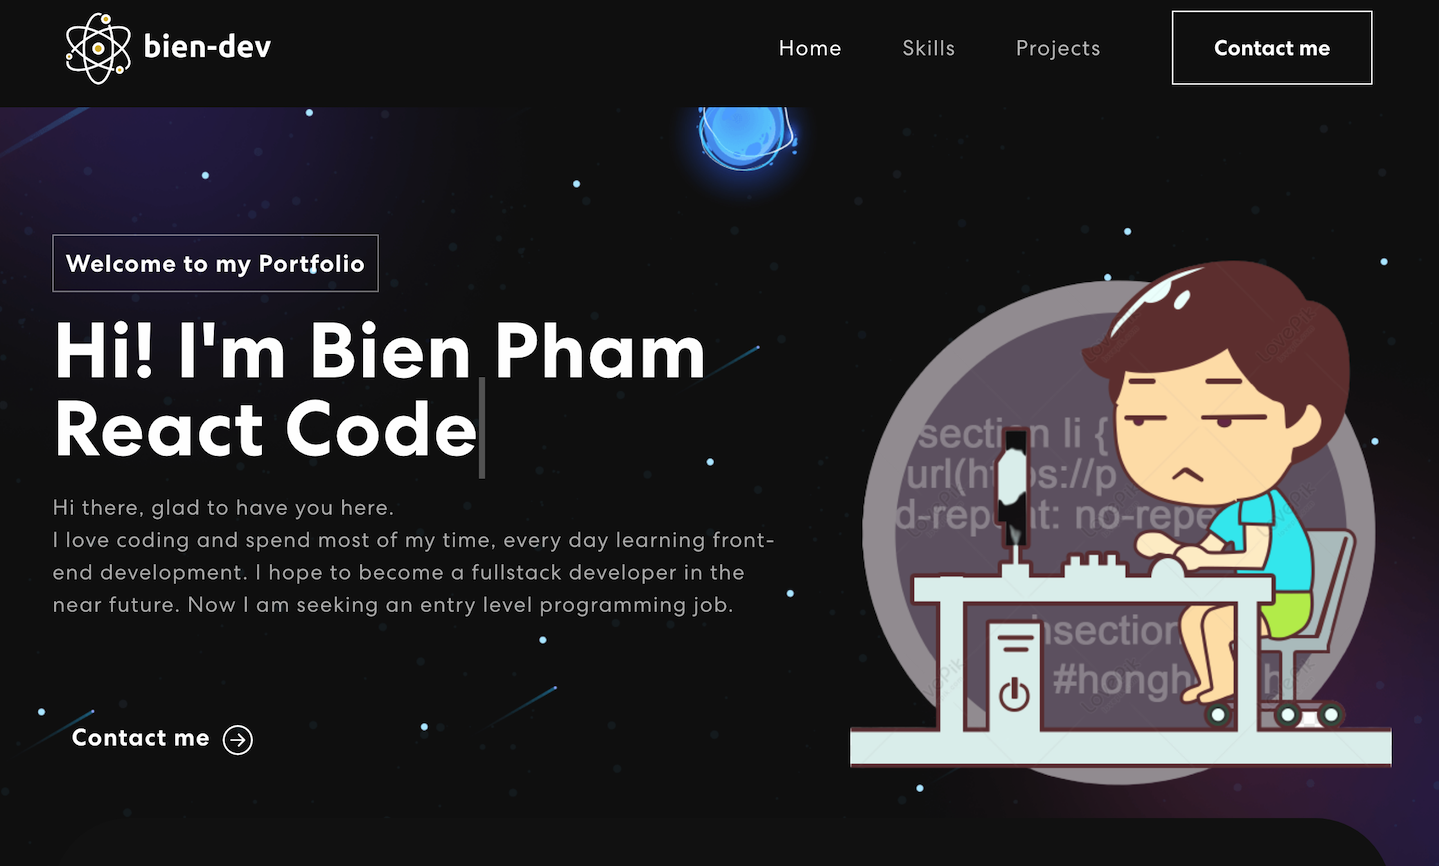 bien-dev
Home
Skills
Projects
Contact me
Welcome to my Portfolio
Hi! I'm Bien Pham
React Code
Hi there, glad to have you here.
I love coding and spend most of my time, every day learning front-
end development. I hope to become a fullstack developer in the
near future. Now I am seeking an entry level programming job.
Contact me
section li {
url(https://p
no-repe